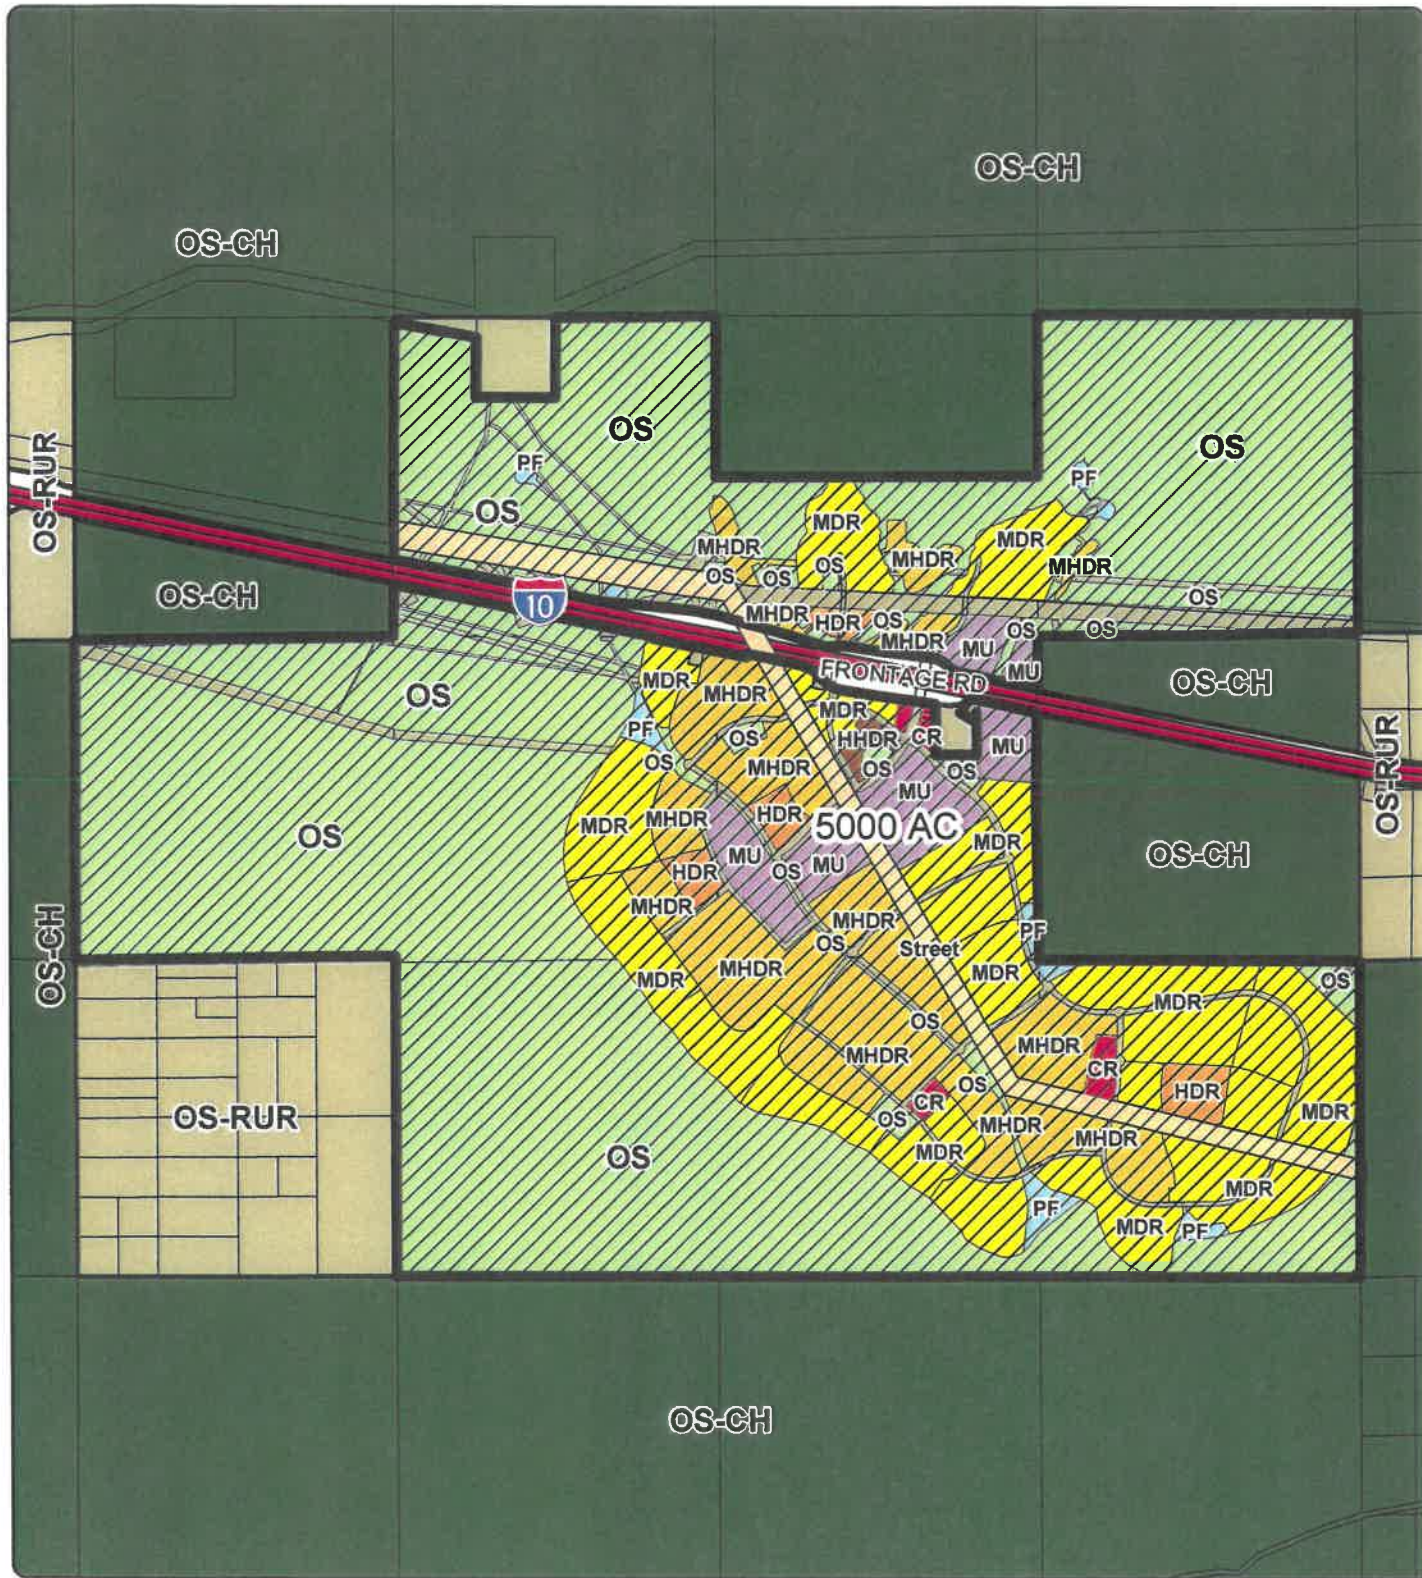 OS-CH
OS-CH
OS-RUR
OS
OS
PF
PF
OS
MDR
MDR
MHDR
MHDR
MHDR
OS
OS
OS
OS-CH
10
OS
MHDR
HDR
OS
OS
OS
MHDR
MU
MU
FRONTAGE RD
OS-CH
MDR
MHDR
OS
MDR
PF
OS
HHDR
CR
MU
OS-RUR
OS
MHDR
OS
OS
MU
HDR
5000 AC
OS
MDR
MHDR
MDR
OS-CH
MU
MU
HDR
OS
MHDR
MHDR
OS-CH
OS
Street
PF
MHDR
MDR
MDR
OS
MDR
OS
MHDR
MHDR
CR
OS
HDR
CR
MDR
OS-RUR
OS
MHDR
MHDR
MDR
OS
MDR
PF
MDR
PF
OS-CH